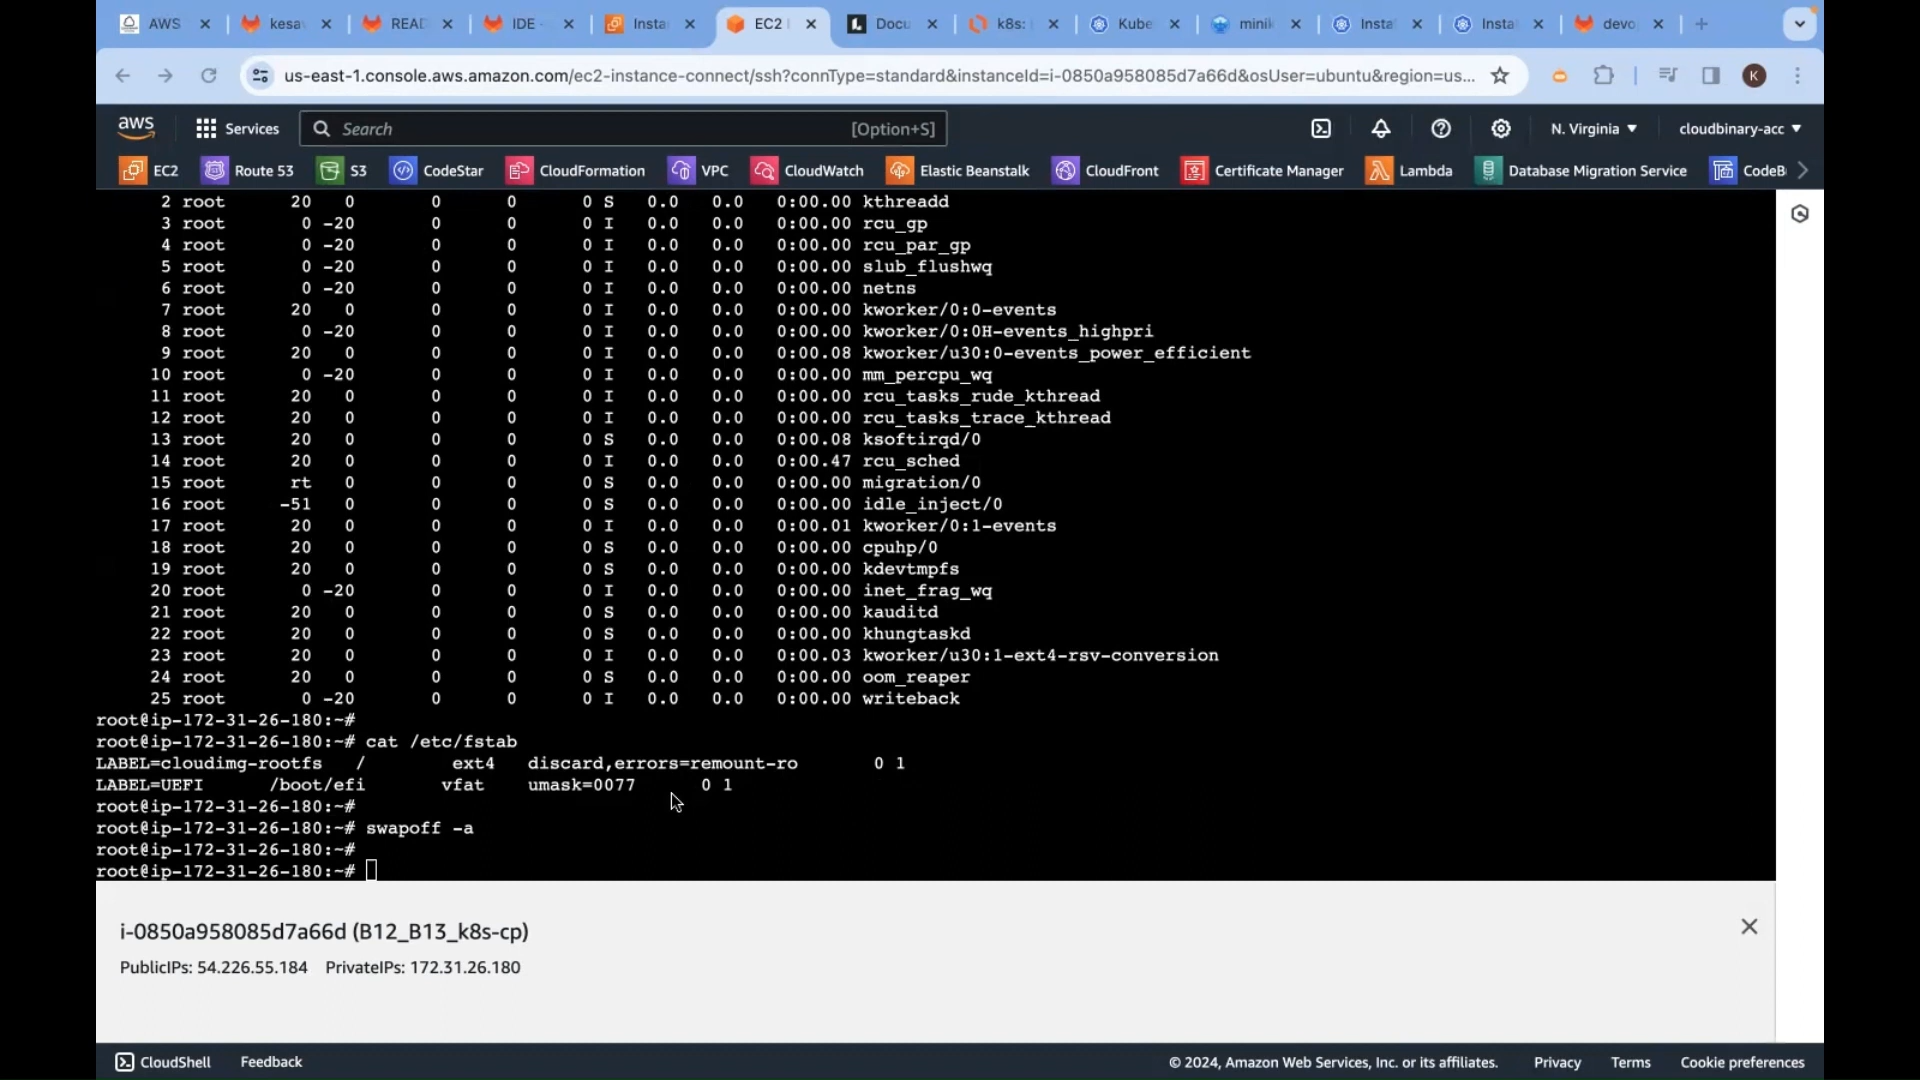 AWS
kesav
READ
IDE -
Insta
EC2 I
Docu
k8s:
Kube
minik
Insta
Insta
devo
us-east-1.console.aws.amazon.com/ec2-instance-connect/ssh?connType=standard&instanceId=i-0850a958085d7a66d&osUser=ubuntu&region=us...
K
aws
Services
Search
[Option+S]
N. Virginia
cloudbinary-acc
EC2
Route 53
S3
CodeStar
CloudFormation
VPC
CloudWatch
Elastic Beanstalk
CloudFront
Certificate Manager
Lambda
Database Migration Service
CodeB
2 root 20 0 0 0 0 S 0.0 0.0 0:00.00 kthreadd
3 root 0 -20 0 0 0 I 0.0 0.0 0:00.00 rcu_gp
4 root 0 -20 0 0 0 I 0.0 0.0 0:00.00 rcu_par_gp
5 root 0 -20 0 0 0 I 0.0 0.0 0:00.00 slub_flushwq
6 root 0 -20 0 0 0 I 0.0 0.0 0:00.00 netns
7 root 20 0 0 0 0 I 0.0 0.0 0:00.00 kworker/0:0-events
8 root 0 -20 0 0 0 I 0.0 0.0 0:00.00 kworker/0:0H-events_highpri
9 root 20 0 0 0 0 I 0.0 0.0 0:00.08 kworker/u30:0-events_power_efficient
10 root 0 -20 0 0 0 I 0.0 0.0 0:00.00 mm_percpu_wq
11 root 20 0 0 0 0 I 0.0 0.0 0:00.00 rcu_tasks_rude_kthread
12 root 20 0 0 0 0 I 0.0 0.0 0:00.00 rcu_tasks_trace_kthread
13 root 20 0 0 0 0 S 0.0 0.0 0:00.08 ksoftirqd/0
14 root 20 0 0 0 0 I 0.0 0.0 0:00.47 rcu_sched
15 root rt 0 0 0 0 S 0.0 0.0 0:00.00 migration/0
16 root -51 0 0 0 0 S 0.0 0.0 0:00.00 idle_inject/0
17 root 20 0 0 0 0 I 0.0 0.0 0:00.01 kworker/0:1-events
18 root 20 0 0 0 0 S 0.0 0.0 0:00.00 cpuhp/0
19 root 20 0 0 0 0 S 0.0 0.0 0:00.00 kdevtmpfs
20 root 0 -20 0 0 0 I 0.0 0.0 0:00.00 inet_frag_wq
21 root 20 0 0 0 0 S 0.0 0.0 0:00.00 kauditd
22 root 20 0 0 0 0 S 0.0 0.0 0:00.00 khungtaskd
23 root 20 0 0 0 0 I 0.0 0.0 0:00.03 kworker/u30:1-ext4-rsv-conversion
24 root 20 0 0 0 0 S 0.0 0.0 0:00.00 oom_reaper
25 root 0 -20 0 0 0 I 0.0 0.0 0:00.00 writeback
root@ip-172-31-26-180:~#
root@ip-172-31-26-180:~# cat /etc/fstab
LABEL=cloudimg-rootfs / ext4 discard,errors=remount-ro 0 1
LABEL=UEFI /boot/efi vfat umask=0077 0 1
root@ip-172-31-26-180:~#
root@ip-172-31-26-180:~# swapoff -a
root@ip-172-31-26-180:~#
root@ip-172-31-26-180:~#
i-0850a958085d7a66d (B12_B13_k8s-cp)
PublicIPs: 54.226.55.184 PrivateIPs: 172.31.26.180
CloudShell
Feedback
© 2024, Amazon Web Services, Inc. or its affiliates.
Privacy
Terms
Cookie preferences